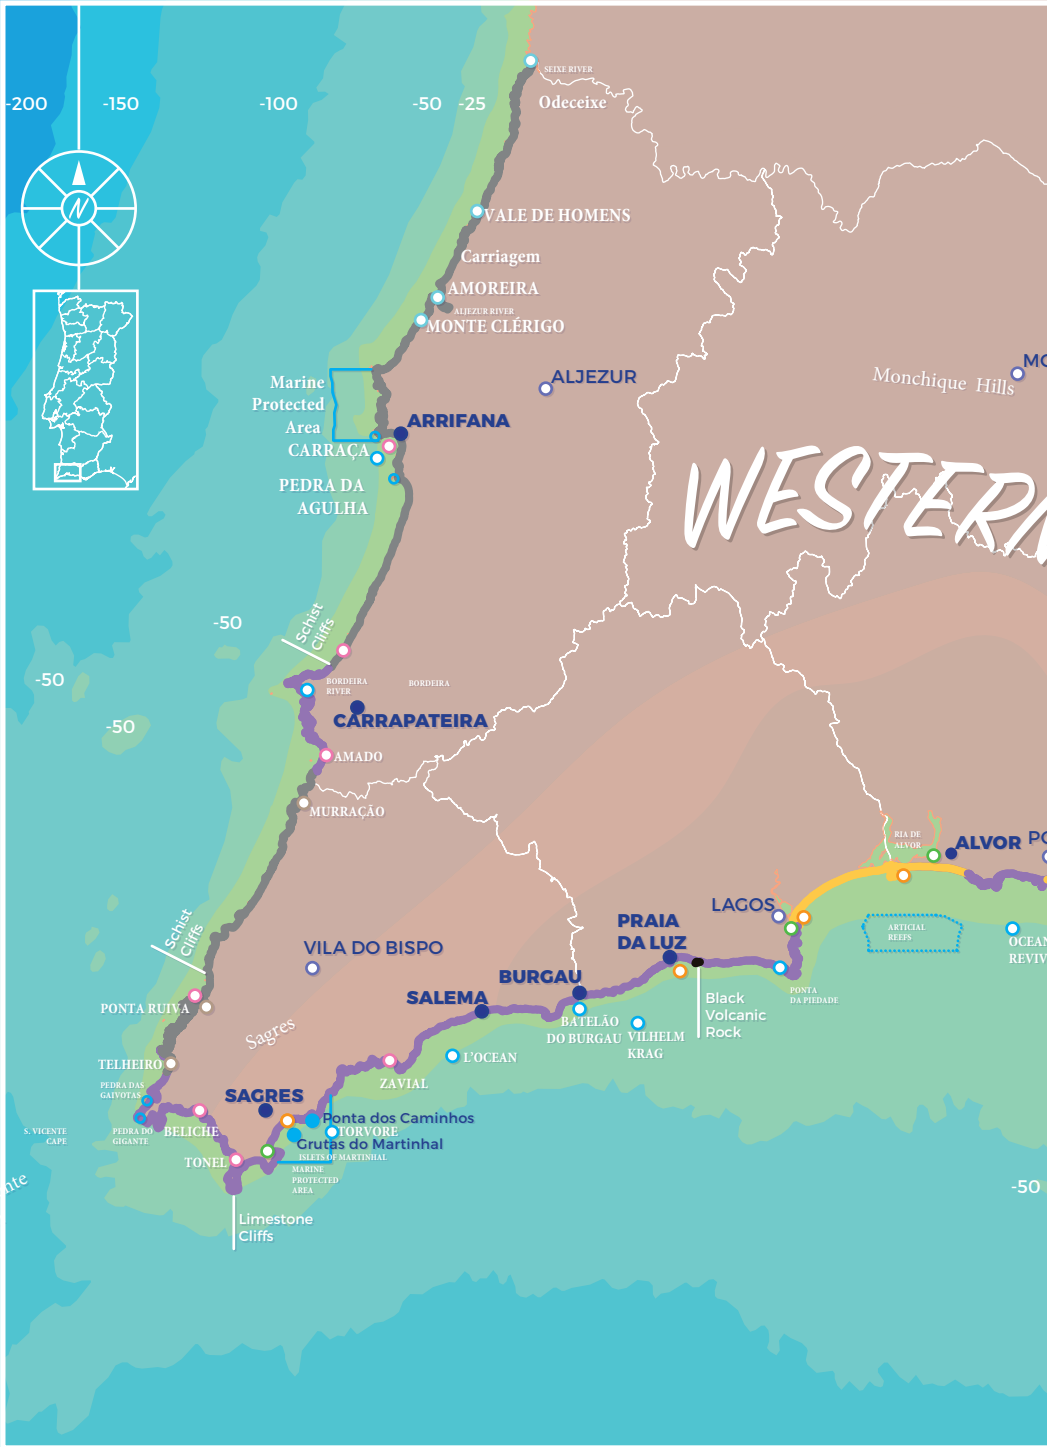 SEIXE RIVER
-200
-150
-100
-50
-25
Odeceixe
N
VALE DE HOMENS
Carriagem
AMOREIRA
ALJEZUR RIVER
MONTE CLÉRIGO
Monchique Hills
ALJEZUR
Marine
Protected
Area
ARRIFANA
CARRAÇA
PEDRA DA
AGULHA
WESTERN
Schist
Cliffs
-50
-50
BORDEIRA
RIVER
BORDEIRA
CARRAPATEIRA
-50
AMADO
MURRAÇÃO
RIA DE
ALVOR
ALVOR
LAGOS
PRAIA
DA LUZ
ARTICIAL
REEFS
OCEAN
REVIV
Schist
Cliffs
VILA DO BISPO
BURGAU
SALEMA
PONTA
DA PIEDADE
Black
Volcanic
Rock
PONTA RUIVA
BATELÃO
DO BURGAU
VILHELM
KRAG
Sagres
L'OCEAN
TELHEIRO
ZAVIAL
PEDRA DAS
GAIVOTAS
SAGRES
Ponta dos Caminhos
S. VICENTE
CAPE
PEDRA DO
GIGANTE
BELICHE
TORVORE
Grutas do Martinhal
ISLETS OF MARTINHAL
TONEL
MARINE
PROTECTED
AREA
-50
Limestone
Cliffs